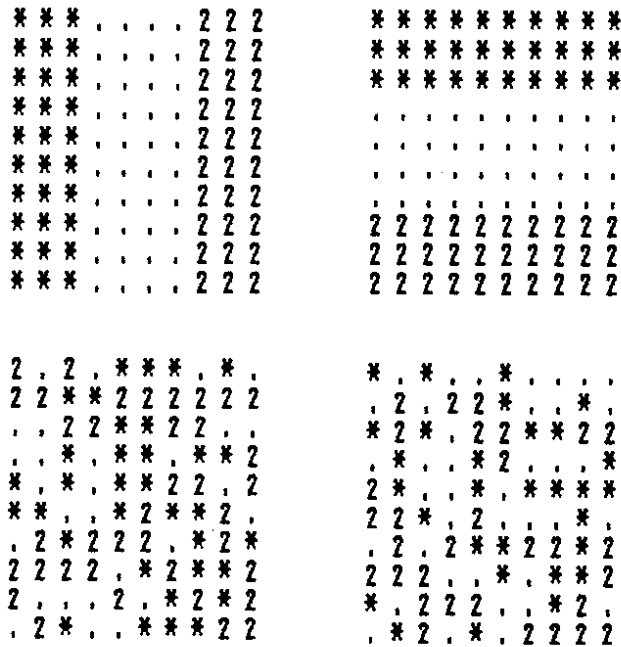 * * * . . . . 2 2 2
* * * . . . . 2 2 2
* * * . . . . 2 2 2
* * * . . . . 2 2 2
* * * . . . . 2 2 2
* * * . . . . 2 2 2
* * * . . . . 2 2 2
* * * . . . . 2 2 2
* * * . . . . 2 2 2
* * * . . . . 2 2 2
* * * * * * * * * *
* * * * * * * * * *
* * * * * * * * * *
. . . . . . . . . .
. . . . . . . . . .
. . . . . . . . . .
. . . . . . . . . .
2 2 2 2 2 2 2 2 2 2
2 2 2 2 2 2 2 2 2 2
2 2 2 2 2 2 2 2 2 2
2 . 2 . * * * . * .
2 2 * * 2 2 2 2 2 2
. . 2 2 * * 2 2 . .
. . * . * * . * * 2
* . * . * * 2 2 . 2
* * . . * 2 * * 2 .
. 2 * 2 2 2 . * 2 *
2 2 2 2 . * 2 * * 2
2 . . . 2 . * 2 * 2
. 2 * . . * * * 2 2
* . * . . * . . . .
. 2 . 2 2 * . . * .
* 2 * . 2 2 * * 2 2
. * . . * 2 . . . *
2 * . . * . * * * *
2 2 * . 2 . . . * .
. 2 . 2 * * 2 2 * 2
2 2 2 . . * . * * 2
* . 2 2 2 . . * 2 .
. * 2 . * . 2 2 2 2